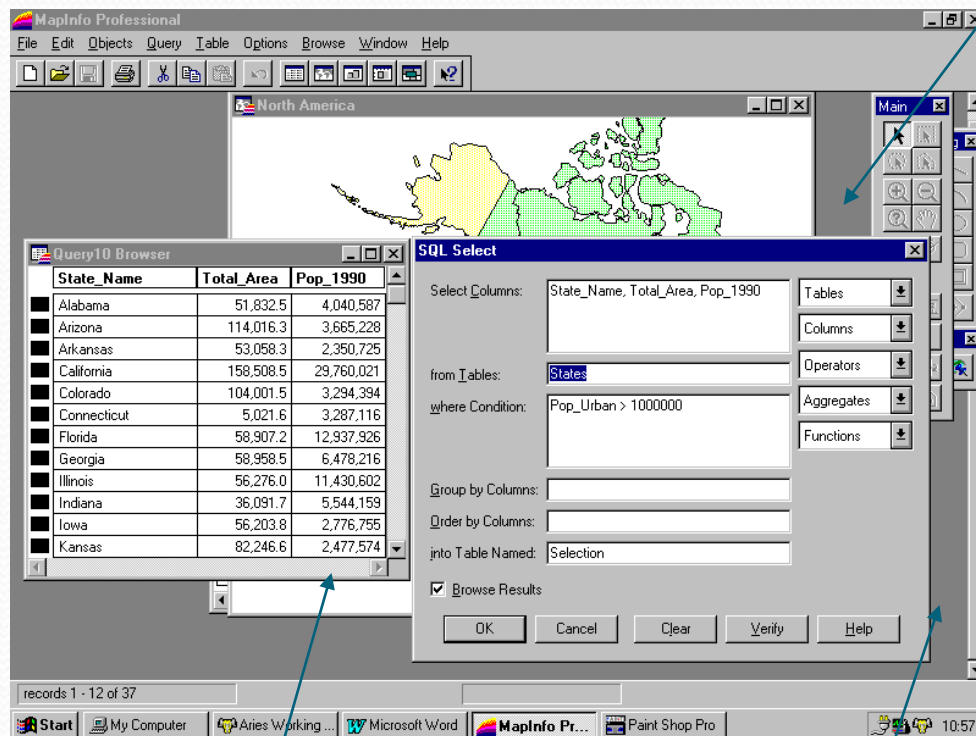 MapInfo Professional
File Edit Objects Query Table Options Browse Window Help
North America
Main
Query10 Browser
State_Name Total_Area Pop_1990
Alabama 51,832.5 4,040,587
Arizona 114,016.3 3,665,228
Arkansas 53,058.3 2,350,725
California 158,508.5 29,760,021
Colorado 104,001.5 3,294,394
Connecticut 5,021.6 3,287,116
Florida 58,907.2 12,937,926
Georgia 58,958.5 6,478,216
Illinois 56,276.0 11,430,602
Indiana 36,091.7 5,544,159
Iowa 56,203.8 2,776,755
Kansas 82,246.6 2,477,574
SQL Select
Select Columns: State_Name, Total_Area, Pop_1990
Tables
Columns
from Tables: States
Operators
where Condition: Pop_Urban > 1000000
Aggregates
Functions
Group by Columns:
Order by Columns:
into Table Named: Selection
Browse Results
OK Cancel Clear Verify Help
records 1 - 12 of 37
Start My Computer Aries Working ... Microsoft Word MapInfo Pr... Paint Shop Pro 10:57